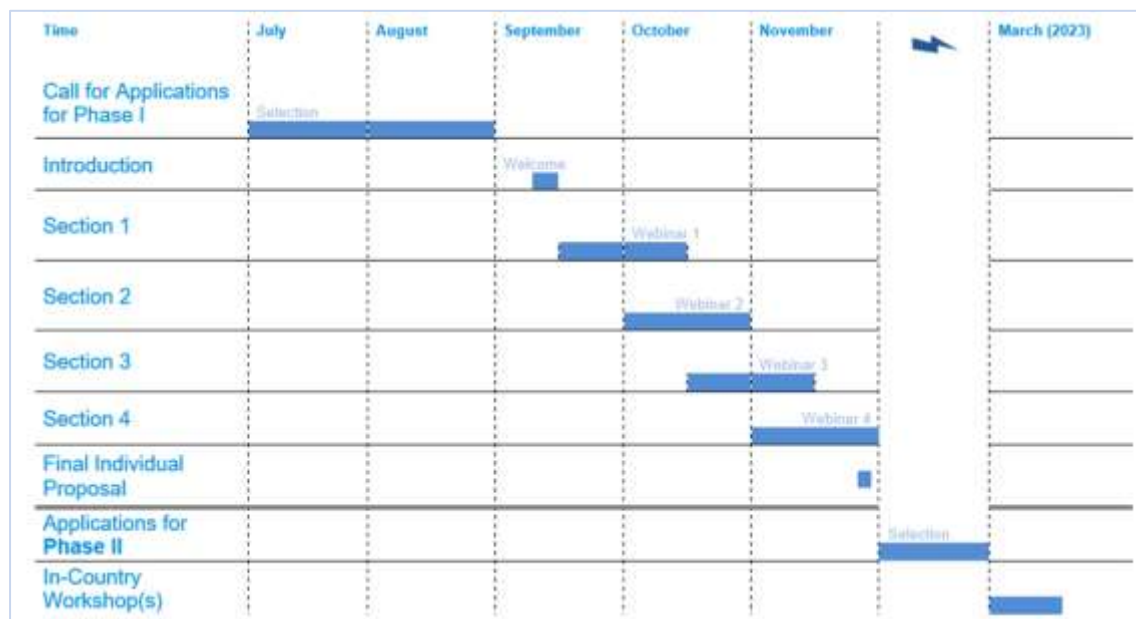 Time July August September October November March (2023)
Call for Applications
for Phase I
Selection
Introduction
Welcome
Section 1
Webinar 1
Section 2
Webinar 2
Section 3
Webinar 3
Section 4
Webinar 4
Final Individual
Proposal
Applications for
Phase II
Selection
In-Country
Workshop(s)